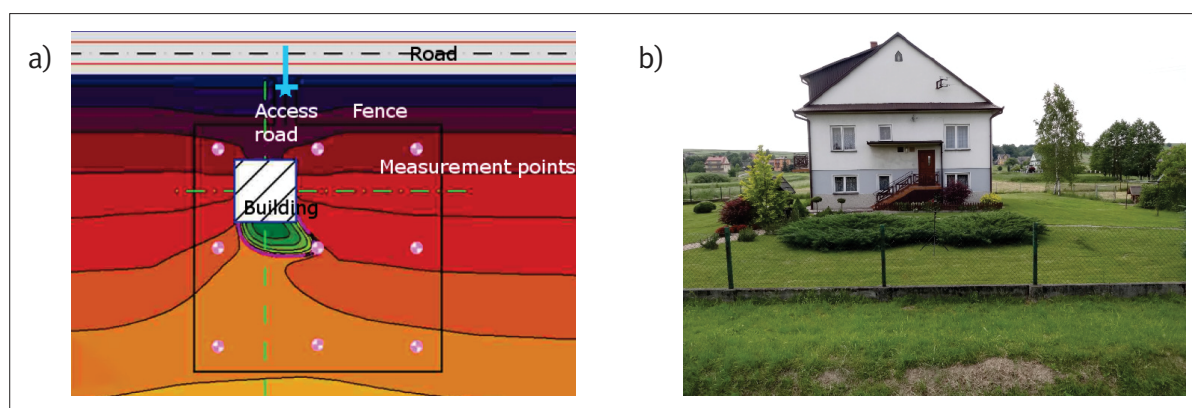 a)
Road
Access
road
Fence
Measurement points
Building
b)